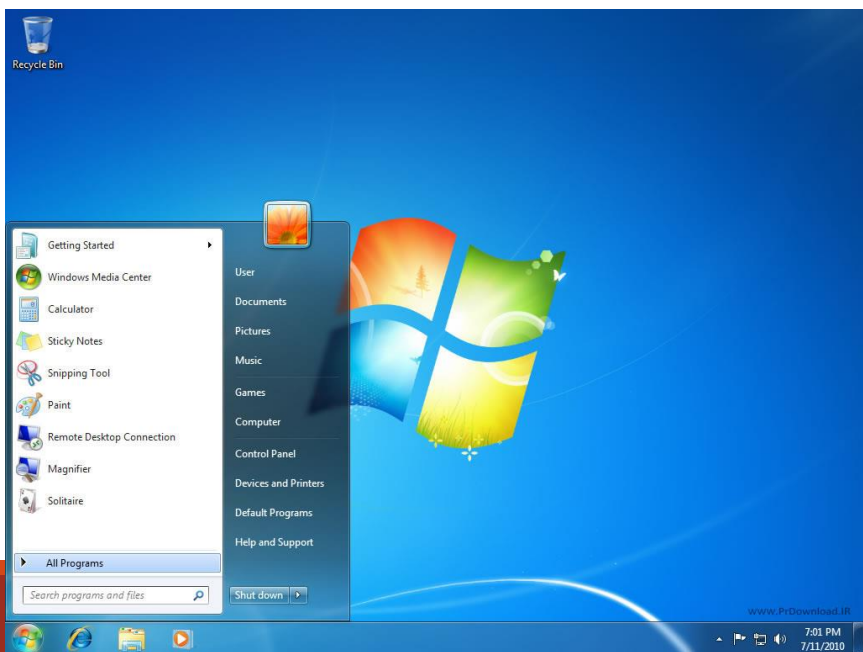 Recycle Bin
Getting Started
Windows Media Center
Calculator
Sticky Notes
Snipping Tool
Paint
Remote Desktop Connection
Magnifier
Solitaire
All Programs
Search programs and files
User
Documents
Pictures
Music
Games
Computer
Control Panel
Devices and Printers
Default Programs
Help and Support
Shut down
www.PrDownload.IR
7:01 PM
7/11/2010